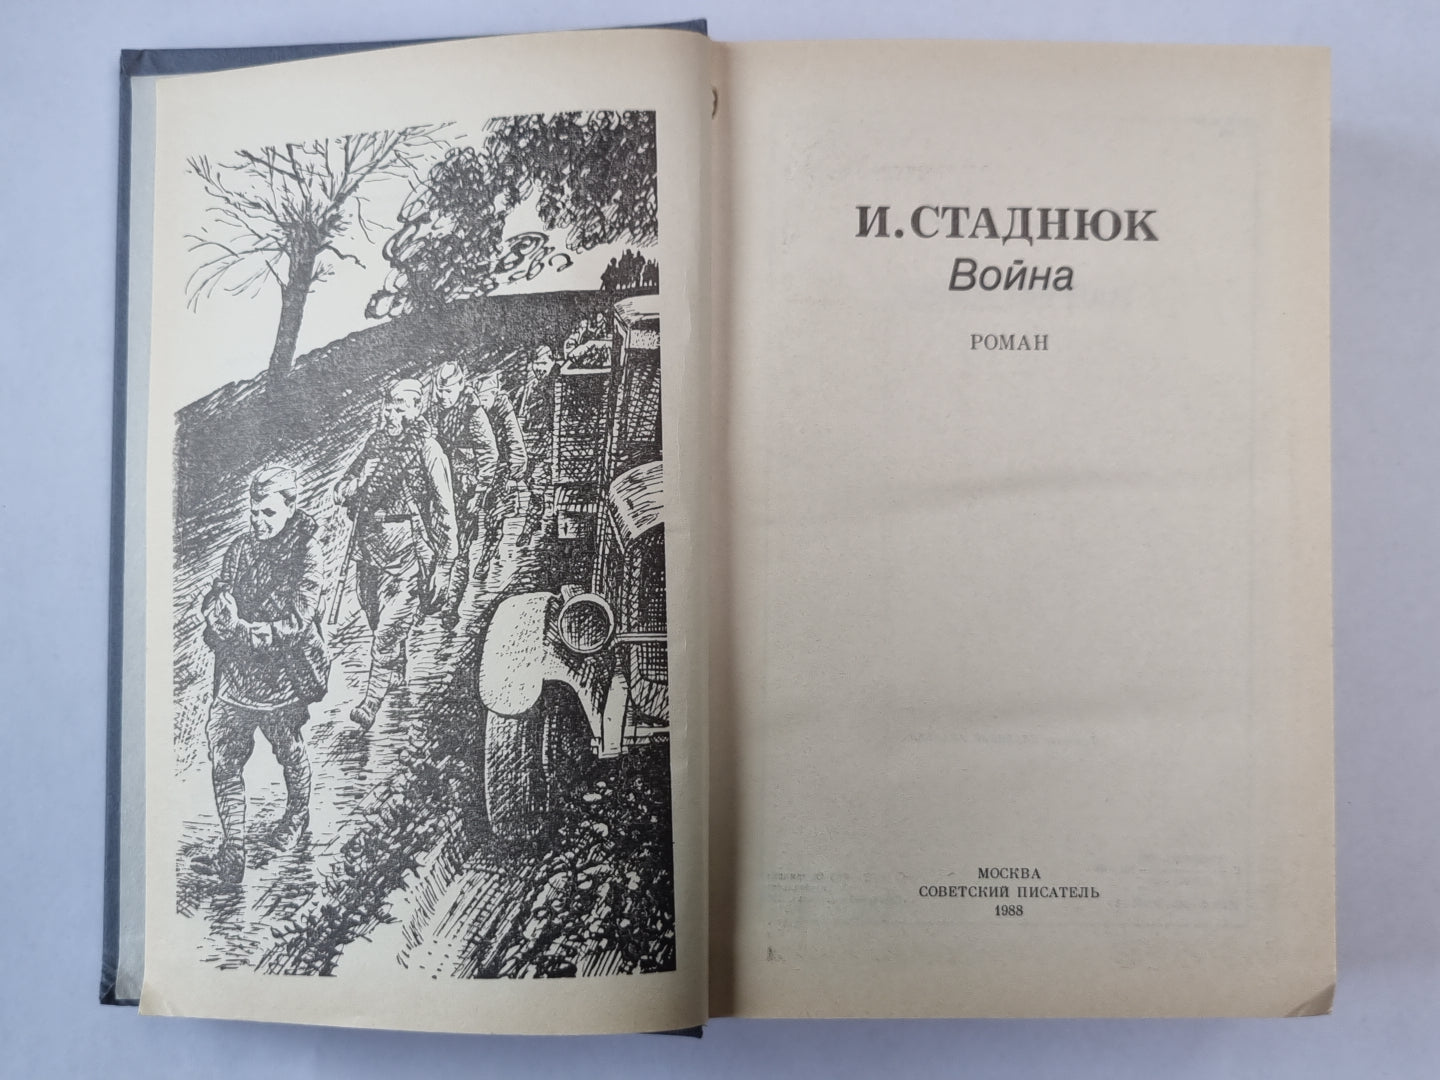 И. СТАДНЮК
Война
РОМАН
МОСКВА
СОВЕТСКИЙ ПИСАТЕЛЬ
1988